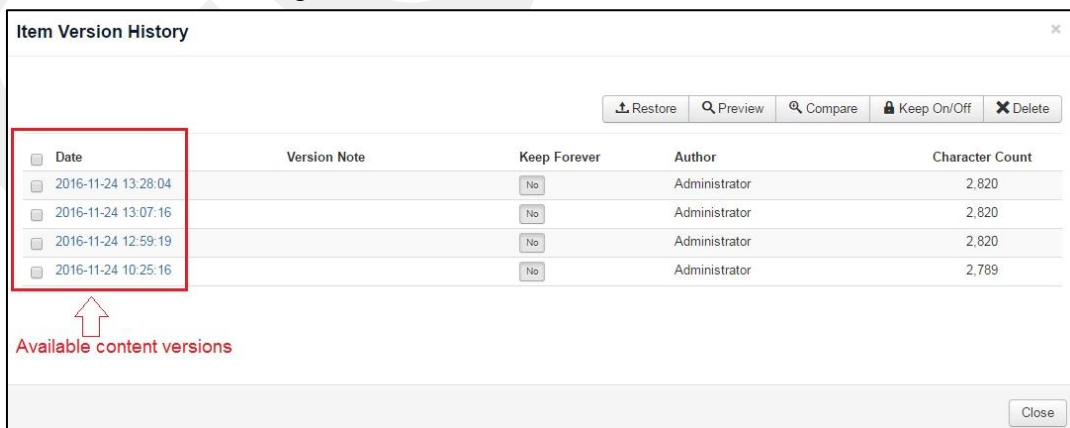 Item Version History ×
Restore Preview Compare Keep On/Off Delete
Date Version Note Keep Forever Author Character Count
2016-11-24 13:28:04 No Administrator 2,820
2016-11-24 13:07:16 No Administrator 2,820
2016-11-24 12:59:19 No Administrator 2,820
2016-11-24 10:25:16 No Administrator 2,789
Available content versions
Close